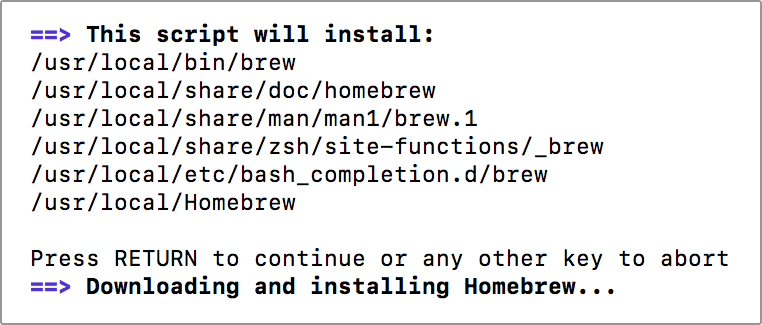 ==> This script will install:
/usr/local/bin/brew
/usr/local/share/doc/homebrew
/usr/local/share/man/man1/brew.1
/usr/local/share/zsh/site-functions/_brew
/usr/local/etc/bash_completion.d/brew
/usr/local/Homebrew
Press RETURN to continue or any other key to abort
==> Downloading and installing Homebrew...